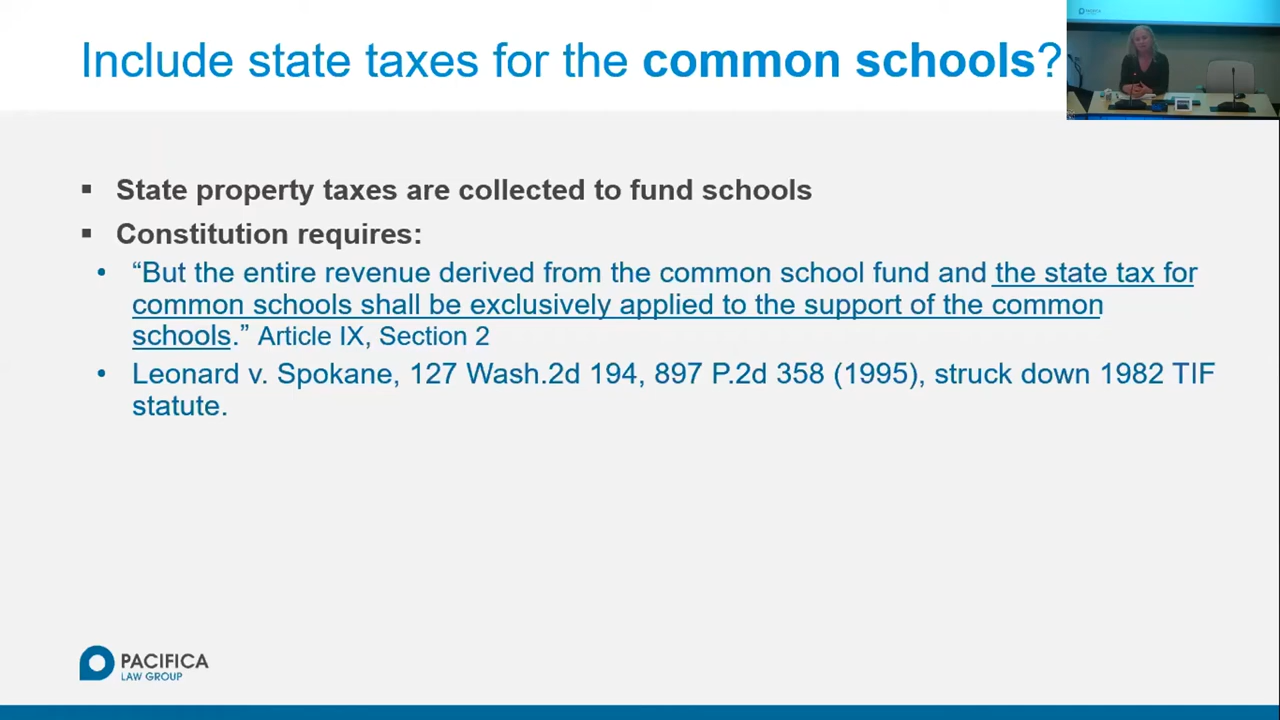 Include state taxes for the common schools?
PACIFICA
▪ State property taxes are collected to fund schools
▪ Constitution requires:
• “But the entire revenue derived from the common school fund and the state tax for
common schools shall be exclusively applied to the support of the common
schools.” Article IX, Section 2
• Leonard v. Spokane, 127 Wash.2d 194, 897 P.2d 358 (1995), struck down 1982 TIF
statute.
PACIFICA
LAW GROUP